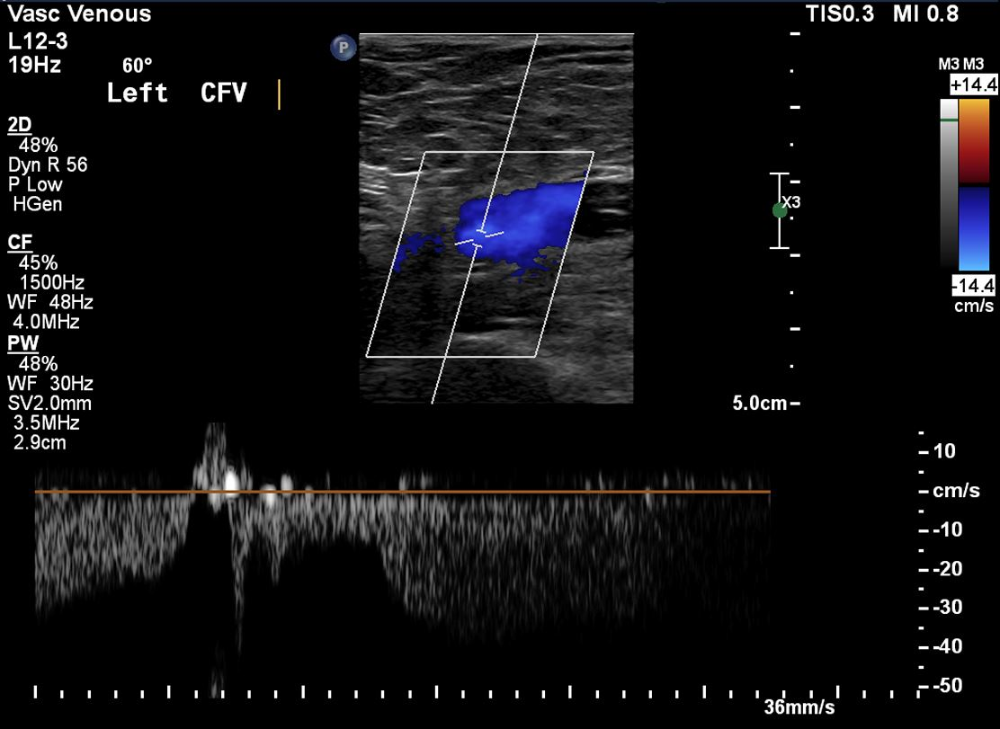 Vasc Venous
TIS0.3 MI 0.8
L12-3
19Hz
60°
Left CFV
P
2D
48%
Dyn R 56
P Low
HGen
CF
45%
1500Hz
WF 48Hz
4.0MHz
PW
48%
WF 30Hz
SV2.0mm
3.5MHz
2.9cm
X3
5.0cm
M3 M3
+14.4
-14.4
cm/s
10
cm/s
-10
-20
-30
-40
-50
36mm/s